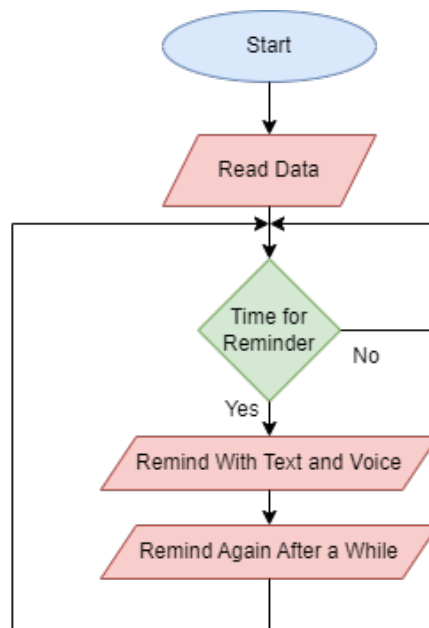 Start
Read Data
Time for
Reminder
No
Yes
Remind With Text and Voice
Remind Again After a While